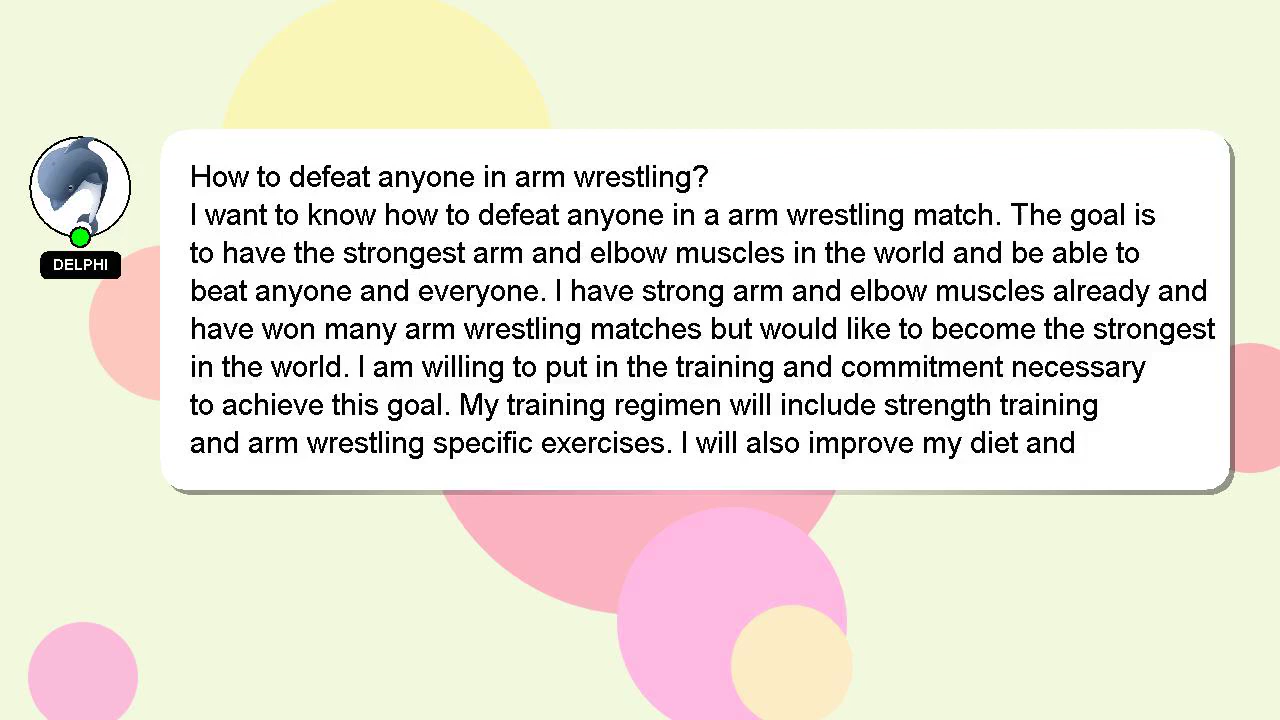 How to defeat anyone in arm wrestling?
I want to know how to defeat anyone in a arm wrestling match. The goal is
to have the strongest arm and elbow muscles in the world and be able to
beat anyone and everyone. I have strong arm and elbow muscles already and
have won many arm wrestling matches but would like to become the strongest
in the world. I am willing to put in the training and commitment necessary
to achieve this goal. My training regimen will include strength training
and arm wrestling specific exercises. I will also improve my diet and
DELPHI